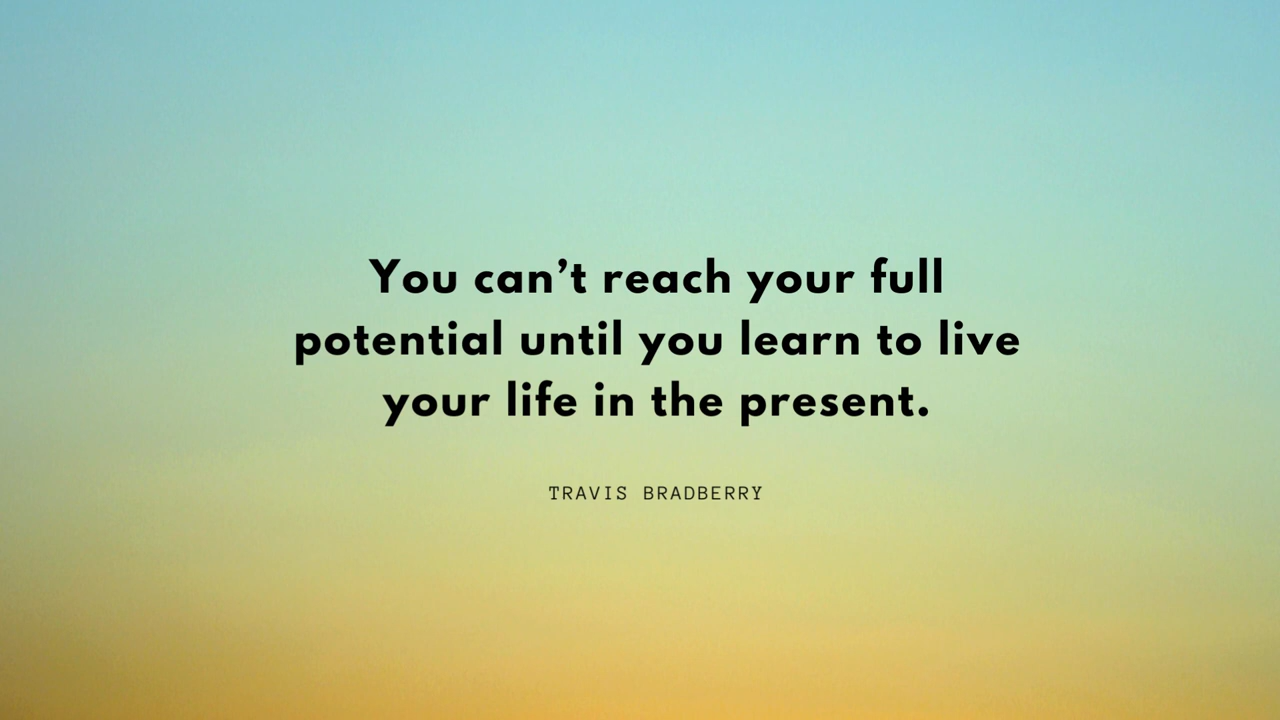 You can’t reach your full
potential until you learn to live
your life in the present.
TRAVIS BRADBERRY